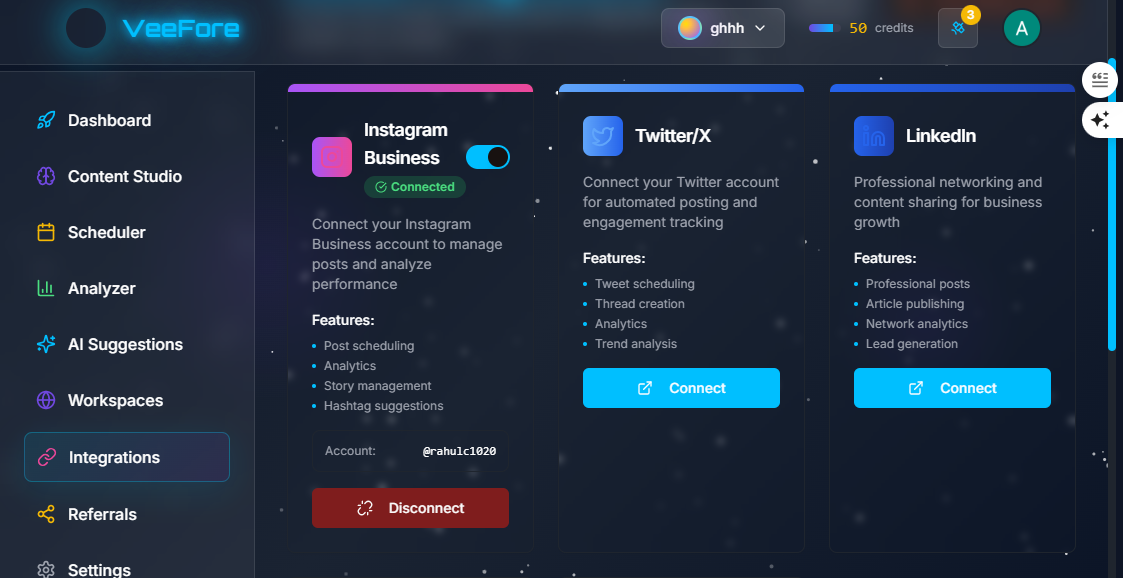 VeeFore
ghhh
50 credits
3
A
Dashboard
Content Studio
Scheduler
Analyzer
AI Suggestions
Workspaces
Integrations
Referrals
Settings
Instagram
Business
Connected
Connect your Instagram
Business account to manage
posts and analyze
performance
Features:
Post scheduling
Analytics
Story management
Hashtag suggestions
Account: @rahulc1020
Disconnect
Twitter/X
Connect your Twitter account
for automated posting and
engagement tracking
Features:
Tweet scheduling
Thread creation
Analytics
Trend analysis
Connect
LinkedIn
Professional networking and
content sharing for business
growth
Features:
Professional posts
Article publishing
Network analytics
Lead generation
Connect